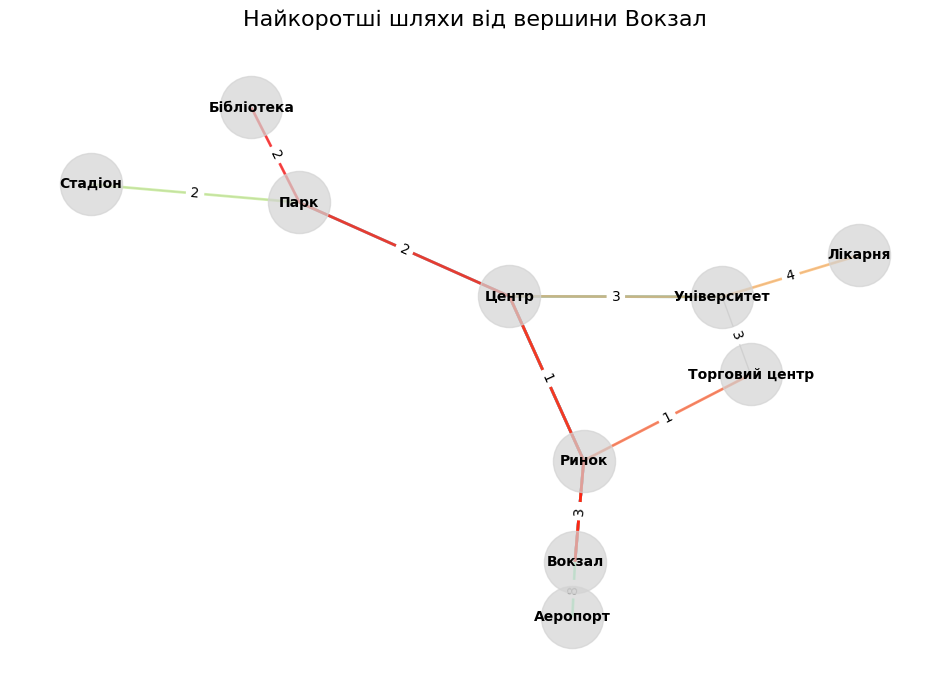 Найкоротші шляхи від вершини Вокзал
Бібліотека
2
Стадіон
2
Парк
2
Лікарня
4
Центр
3
Університет
3
Торговий центр
1
1
Ринок
3
Вокзал
Аеропорт